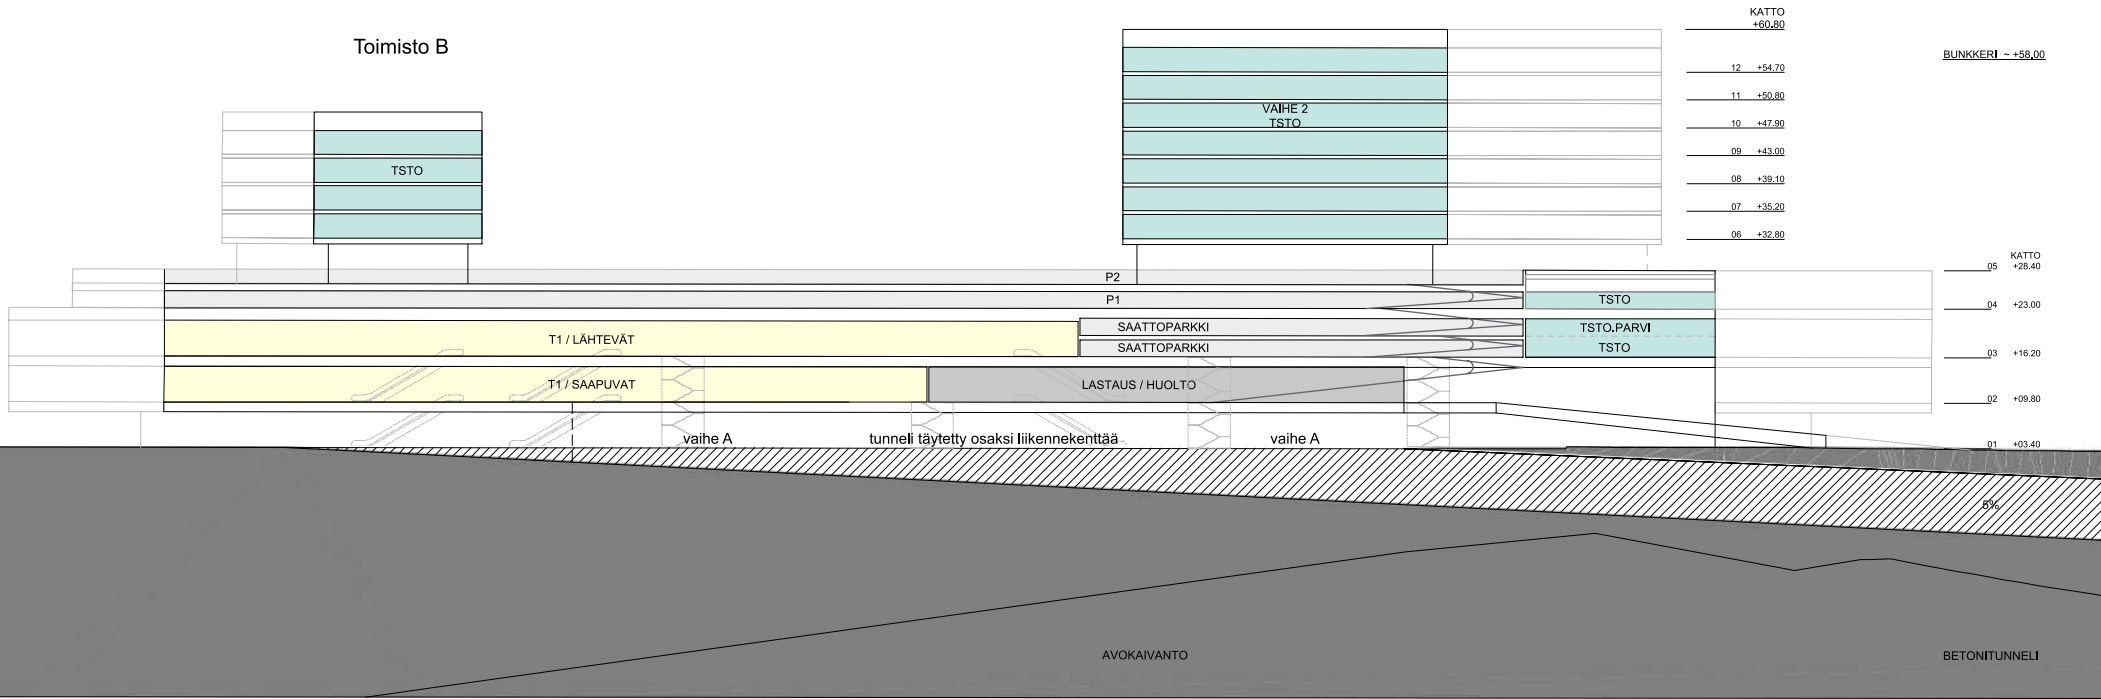 Toimisto B
KATTO
+60.80
BUNKKERI ~ +58,00
12 +54.70
11 +50.80
VAIHE 2
TSTO
10 +47.90
09 +43.00
TSTO
08 +39.10
07 +35.20
06 +32.80
KATTO
05 +28.40
P2
P1
TSTO
04 +23.00
SAATTOPARKKI
TSTO.PARVI
T1 / LÄHTEVÄT
SAATTOPARKKI
TSTO
03 +16.20
T1 / SAAPUVAT
LASTAUS / HUOLTO
02 +09.80
vaihe A
tunneli täytetty osaksi liikennekenttää
vaihe A
01 +03.40
5%
AVOKAIVANTO
BETONITUNNELI